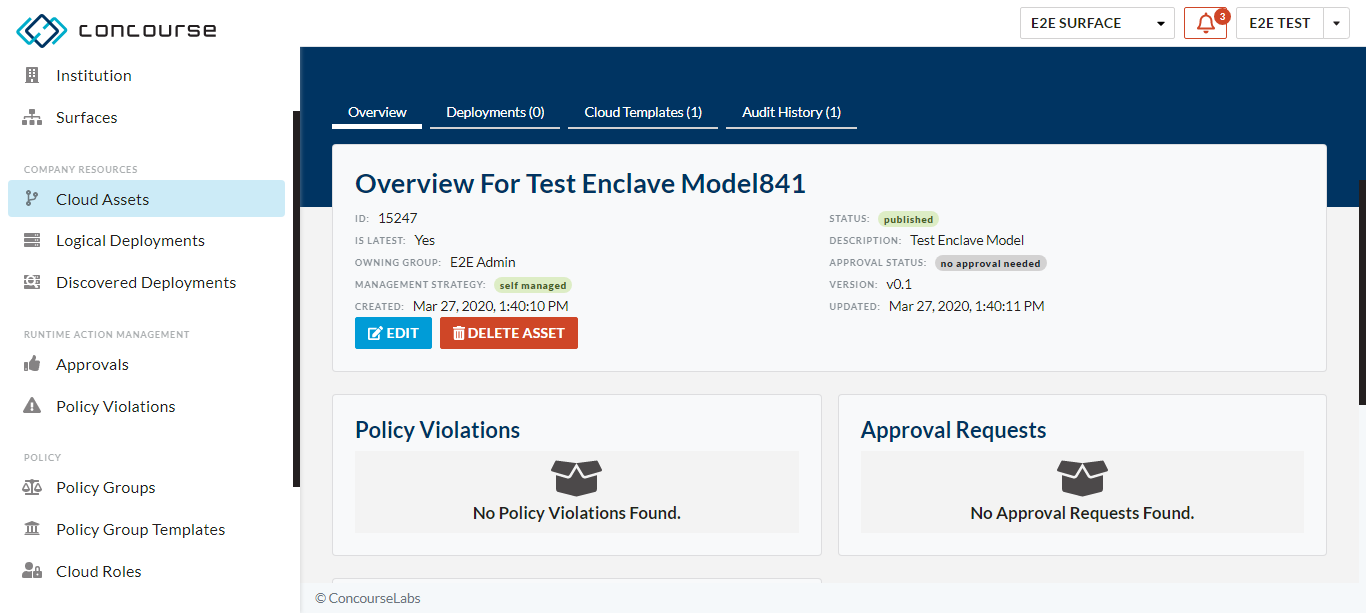 concourse
E2E SURFACE
3
E2E TEST
Institution
Surfaces
COMPANY RESOURCES
Cloud Assets
Logical Deployments
Discovered Deployments
RUNTIME ACTION MANAGEMENT
Approvals
Policy Violations
POLICY
Policy Groups
Policy Group Templates
Cloud Roles
Overview
Deployments (0)
Cloud Templates (1)
Audit History (1)
Overview For Test Enclave Model841
ID: 15247
IS LATEST: Yes
OWNING GROUP: E2E Admin
MANAGEMENT STRATEGY: self managed
CREATED: Mar 27, 2020, 1:40:10 PM
STATUS: published
DESCRIPTION: Test Enclave Model
APPROVAL STATUS: no approval needed
VERSION: v0.1
UPDATED: Mar 27, 2020, 1:40:11 PM
EDIT
DELETE ASSET
Policy Violations
No Policy Violations Found.
Approval Requests
No Approval Requests Found.
© ConcourseLabs